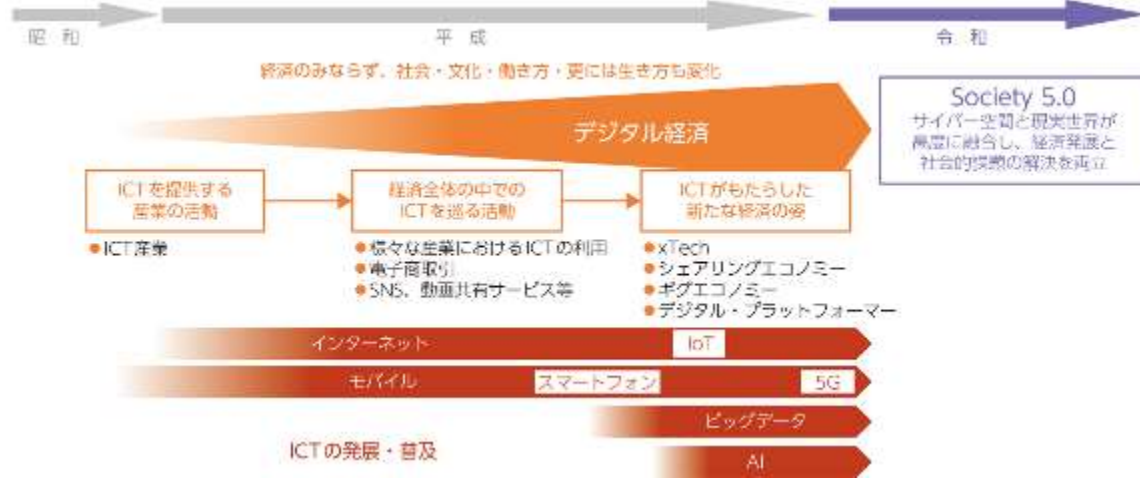 昭和
平成
令和
経済のみならず、社会・文化・働き方・更には生き方も変化
デジタル経済
Society 5.0
サイバー空間と現実世界が
高度に融合し、経済発展と
社会的課題の解決を両立
ICTを提供する
産業の活動
経済全体の中での
ICTを巡る活動
ICTがもたらした
新たな経済の姿
●ICT産業
●様々な産業におけるICTの利用
●電子商取引
●SNS、動画共有サービス等
●xTech
●シェアリングエコノミー
●ギグエコノミー
●デジタル・プラットフォーマー
インターネット
IoT
モバイル
スマートフォン
5G
ビッグデータ
AI
ICTの発展・普及